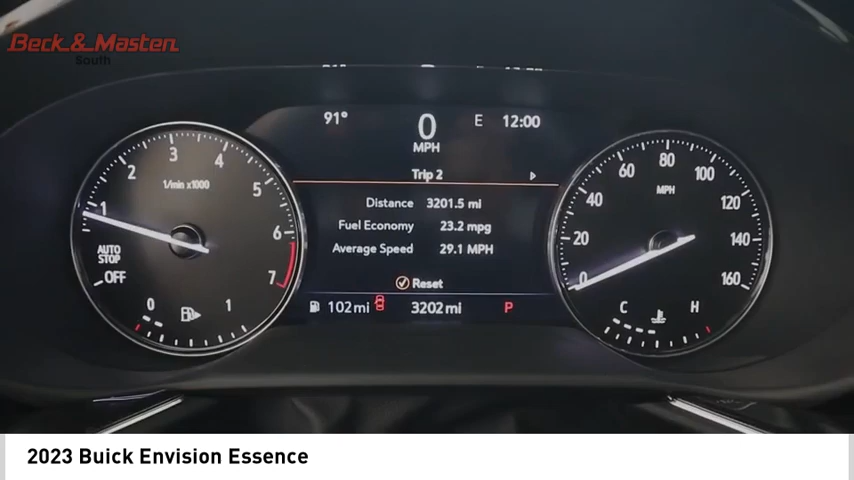 Beck & Masten
South
91° 0 E 12:00
MPH
Trip 2
Distance 3201.5 mi
Fuel Economy 23.2 mpg
Average Speed 29.1 MPH
Reset
102 mi 3202 mi P
1 2 3 4 5 6 7
1/min x1000
AUTO
STOP
OFF
0 1
0 20 40 60 80 100 120 140 160
MPH
C H
2023 Buick Envision Essence